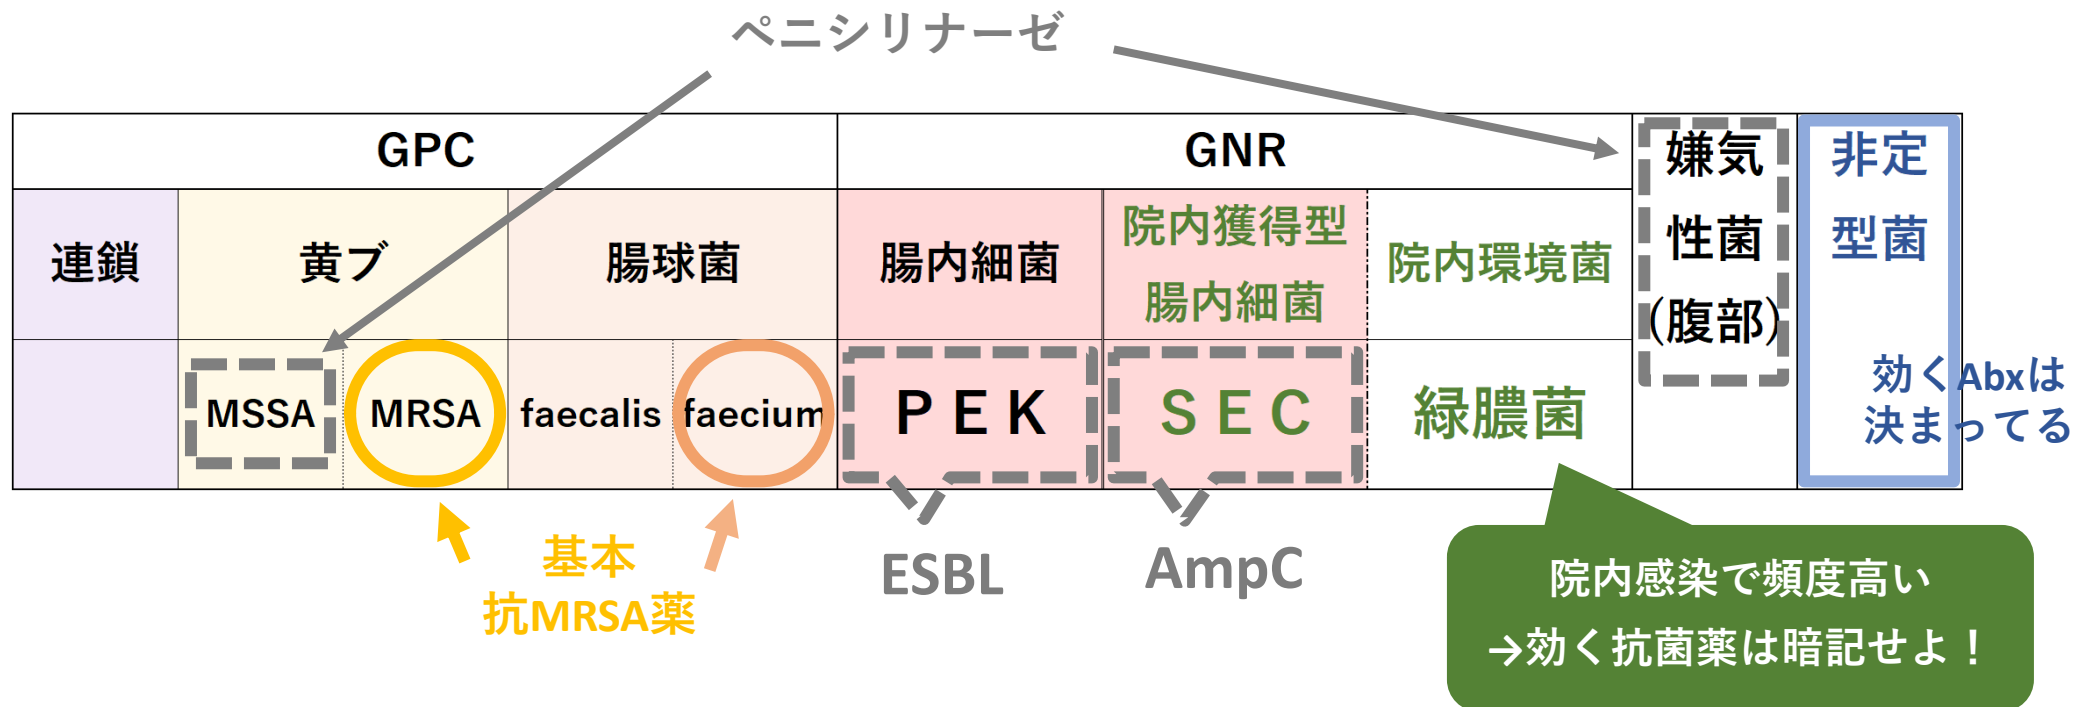 ペニシリナーゼ
GPC
GNR
嫌気
性菌
(腹部)
非定
型菌
連鎖
黄ブ
腸球菌
腸内細菌
院内獲得型
腸内細菌
院内環境菌
MSSA
MRSA
faecalis
faecium
ＰＥＫ
ＳＥＣ
緑膿菌
効くAbxは
決まってる
基本
抗MRSA薬
ESBL
AmpC
院内感染で頻度高い
→効く抗菌薬は暗記せよ！